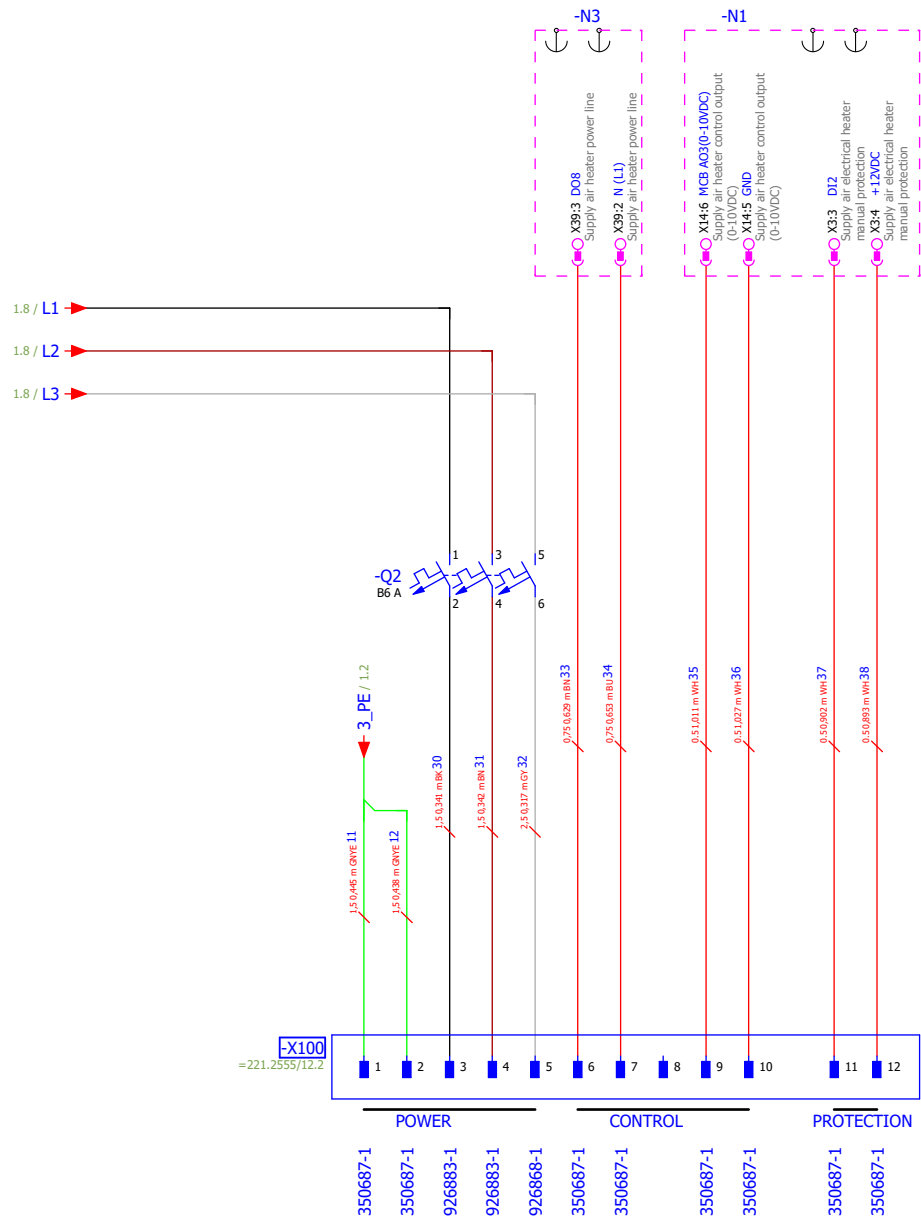 -N3
-N1
X39:3 DO8
Supply air heater power line
X39:2 N (L1)
Supply air heater power line
X14:6 MCB AO3(0-10VDC)
Supply air heater control output
(0-10VDC)
X14:5 GND
Supply air heater control output
(0-10VDC)
X3:3 DI2
Supply air electrical heater
manual protection
X3:4 +12VDC
Supply air electrical heater
manual protection
1.8 / L1
1.8 / L2
1.8 / L3
-Q2
B6 A
1
3
5
2
4
6
3_PE / 1.2
1,5 0,445 m GNYE 11
1,5 0,438 m GNYE 12
1,5 0,341 m BK 30
1,5 0,342 m BN 31
2,5 0,317 m GY 32
0,75 0,629 m BN 33
0,75 0,653 m BU 34
0.5 1,011 m WH 35
0.5 1,027 m WH 36
0.5 0,902 m WH 37
0.5 0,893 m WH 38
-X100
=221.2555/12.2
1 2 3 4 5 6 7 8 9 10 11 12
POWER CONTROL PROTECTION
350687-1
350687-1
926883-1
926883-1
926868-1
350687-1
350687-1
350687-1
350687-1
350687-1
350687-1